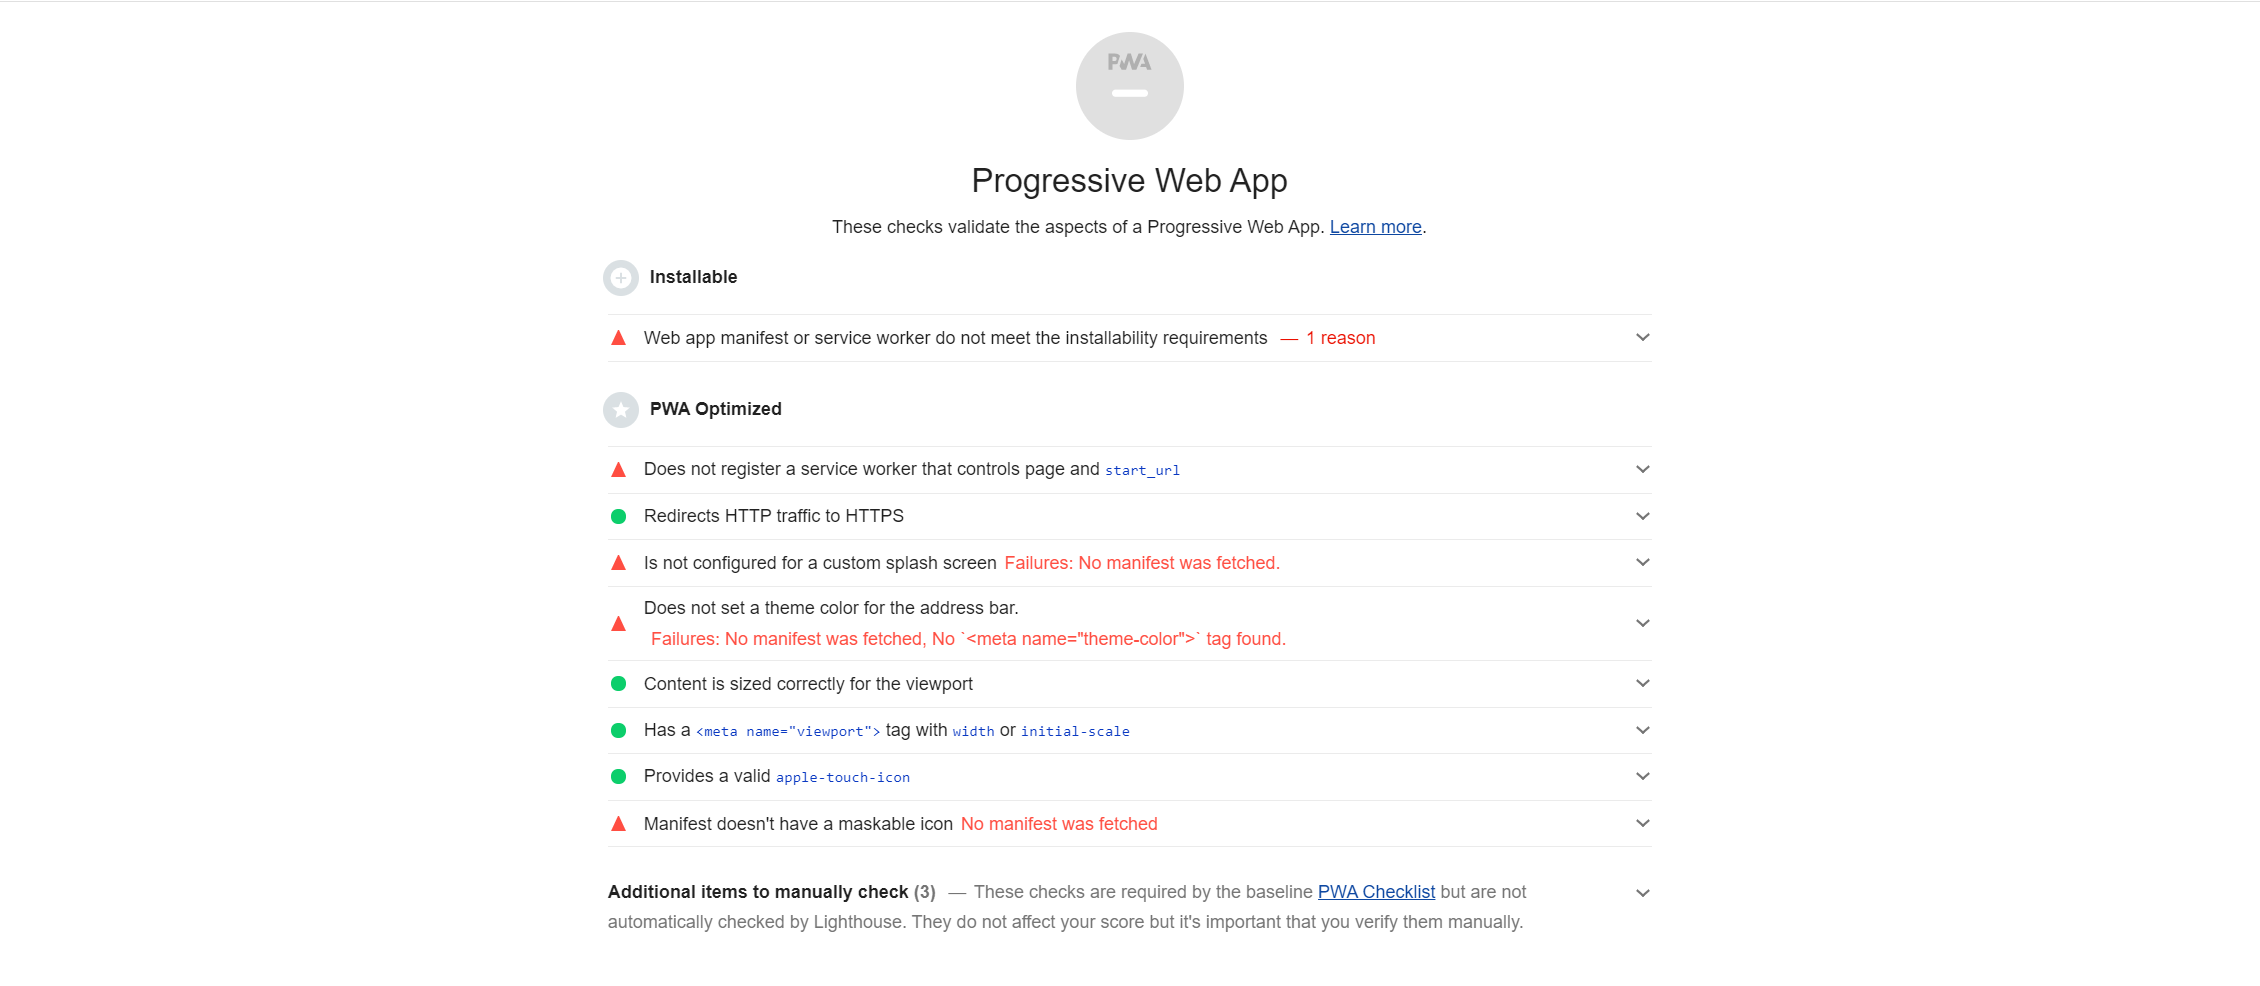 PWA
Progressive Web App
These checks validate the aspects of a Progressive Web App. Learn more.
Installable
Web app manifest or service worker do not meet the installability requirements — 1 reason
PWA Optimized
Does not register a service worker that controls page and start_url
Redirects HTTP traffic to HTTPS
Is not configured for a custom splash screen Failures: No manifest was fetched.
Does not set a theme color for the address bar.
Failures: No manifest was fetched, No `<meta name="theme-color">` tag found.
Content is sized correctly for the viewport
Has a <meta name="viewport"> tag with width or initial-scale
Provides a valid apple-touch-icon
Manifest doesn't have a maskable icon No manifest was fetched
Additional items to manually check (3) — These checks are required by the baseline PWA Checklist but are not
automatically checked by Lighthouse. They do not affect your score but it's important that you verify them manually.